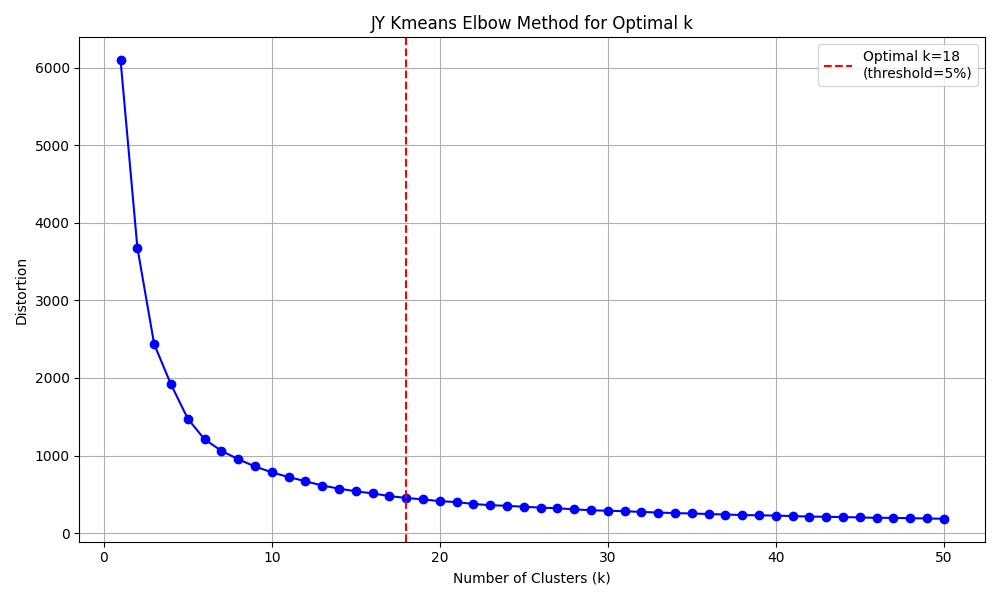 JY Kmeans Elbow Method for Optimal k
Optimal k=18
(threshold=5%)
6000
5000
4000
3000
2000
1000
0
Distortion
0 10 20 30 40 50
Number of Clusters (k)